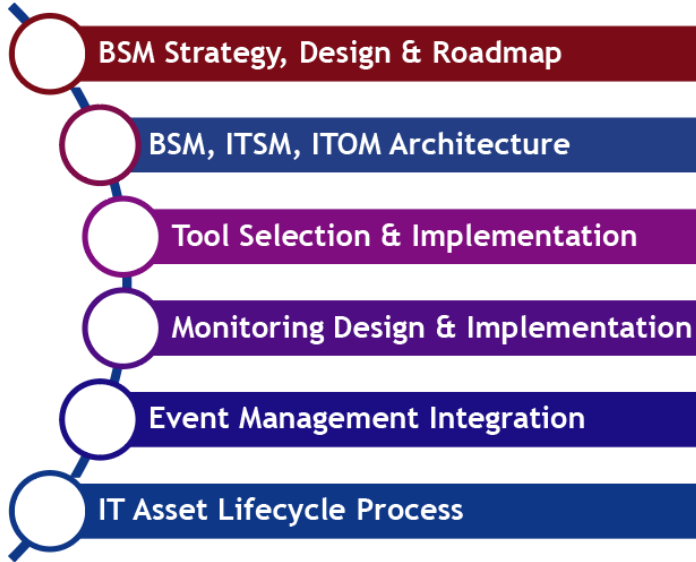 BSM Strategy, Design & Roadmap
BSM, ITSM, ITOM Architecture
Tool Selection & Implementation
Monitoring Design & Implementation
Event Management Integration
IT Asset Lifecycle Process